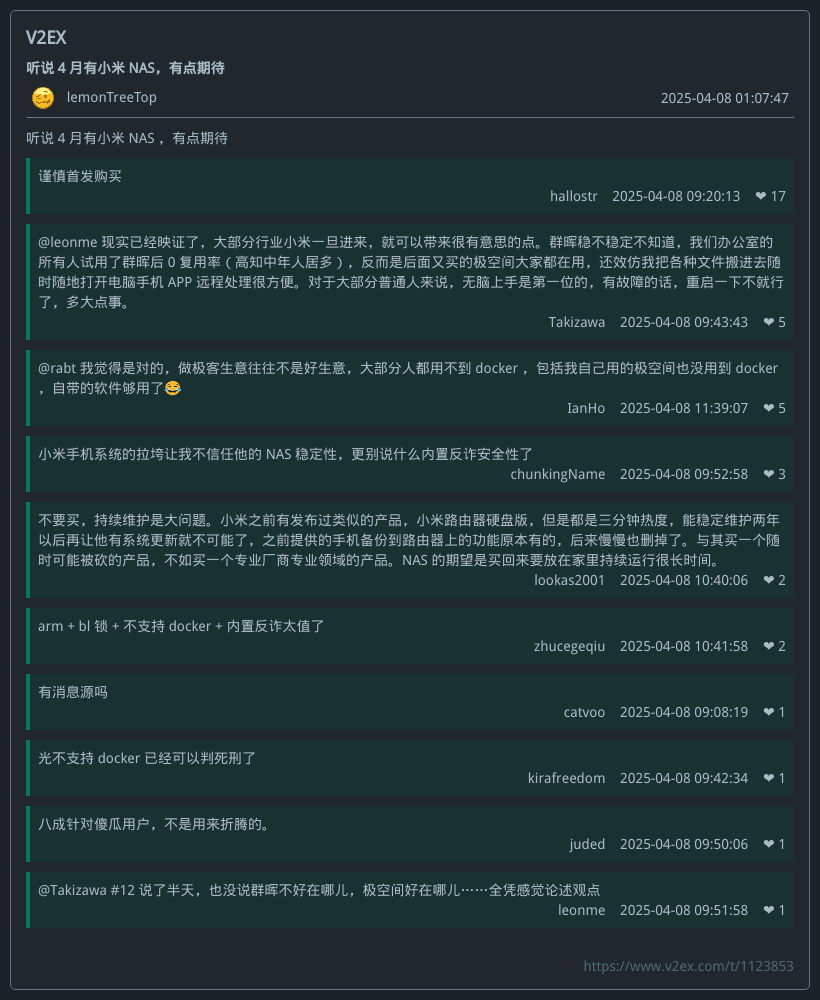 V2EX
听说 4 月有小米 NAS，有点期待
lemonTreeTop 2025-04-08 01:07:47
听说 4 月有小米 NAS ，有点期待
谨慎首发购买
hallostr 2025-04-08 09:20:13 ❤ 17
@leonme 现实已经映证了，大部分行业小米一旦进来，就可以带来很有意思的点。群晖稳不稳定不知道，我们办公室的
所有人试用了群晖后 0 复用率（高知中年人居多），反而是后面又买的极空间大家都在用，还效仿我把各种文件搬进去随
时随地打开电脑手机 APP 远程处理很方便。对于大部分普通人来说，无脑上手是第一位的，有故障的话，重启一下不就行
了，多大点事。
Takizawa 2025-04-08 09:43:43 ❤ 5
@rabt 我觉得是对的，做极客生意往往不是好生意，大部分人都用不到 docker ，包括我自己用的极空间也没用到 docker
，自带的软件够用了😂
IanHo 2025-04-08 11:39:07 ❤ 5
小米手机系统的拉垮让我不信任他的 NAS 稳定性，更别说什么内置反诈安全性了
chunkingName 2025-04-08 09:52:58 ❤ 3
不要买，持续维护是大问题。小米之前有发布过类似的产品，小米路由器硬盘版，但是都是三分钟热度，能稳定维护两年
以后再让他有系统更新就不可能了，之前提供的手机备份到路由器上的功能原本有的，后来慢慢也删掉了。与其买一个随
时可能被砍的产品，不如买一个专业厂商专业领域的产品。NAS 的期望是买回来要放在家里持续运行很长时间。
lookas2001 2025-04-08 10:40:06 ❤ 2
arm + bl 锁 + 不支持 docker + 内置反诈太值了
zhucegeqiu 2025-04-08 10:41:58 ❤ 2
有消息源吗
catvoo 2025-04-08 09:08:19 ❤ 1
光不支持 docker 已经可以判死刑了
kirafreedom 2025-04-08 09:42:34 ❤ 1
八成针对傻瓜用户，不是用来折腾的。
juded 2025-04-08 09:50:06 ❤ 1
@Takizawa #12 说了半天，也没说群晖不好在哪儿，极空间好在哪儿……全凭感觉论述观点
leonme 2025-04-08 09:51:58 ❤ 1
https://www.v2ex.com/t/1123853